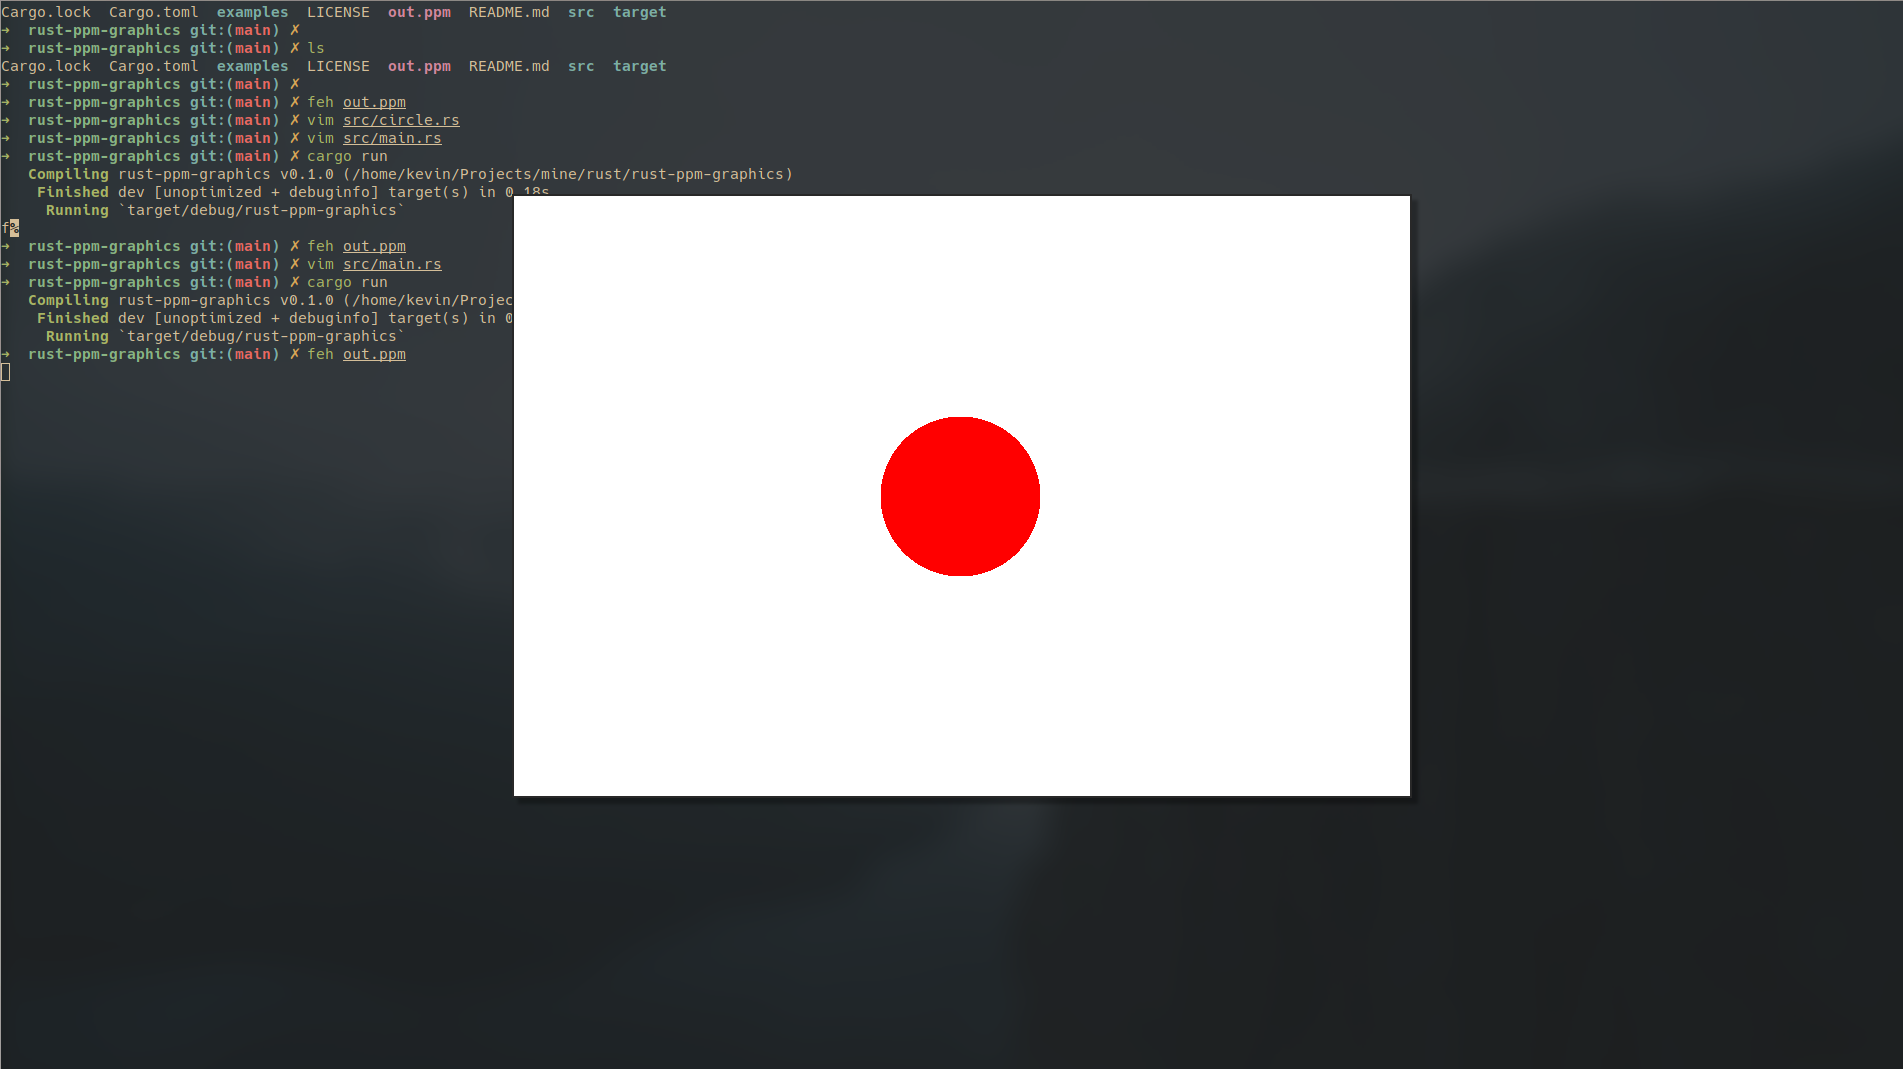 Cargo.lock  Cargo.toml  examples  LICENSE  out.ppm  README.md  src  target
➜  rust-ppm-graphics git:(main) ✗
➜  rust-ppm-graphics git:(main) ✗ ls
Cargo.lock  Cargo.toml  examples  LICENSE  out.ppm  README.md  src  target
➜  rust-ppm-graphics git:(main) ✗
➜  rust-ppm-graphics git:(main) ✗ feh out.ppm
➜  rust-ppm-graphics git:(main) ✗ vim src/circle.rs
➜  rust-ppm-graphics git:(main) ✗ vim src/main.rs
➜  rust-ppm-graphics git:(main) ✗ cargo run
   Compiling rust-ppm-graphics v0.1.0 (/home/kevin/Projects/mine/rust/rust-ppm-graphics)
    Finished dev [unoptimized + debuginfo] target(s) in 0.18s
     Running `target/debug/rust-ppm-graphics`
f%
➜  rust-ppm-graphics git:(main) ✗ feh out.ppm
➜  rust-ppm-graphics git:(main) ✗ vim src/main.rs
➜  rust-ppm-graphics git:(main) ✗ cargo run
   Compiling rust-ppm-graphics v0.1.0 (/home/kevin/Projec
    Finished dev [unoptimized + debuginfo] target(s) in 0
     Running `target/debug/rust-ppm-graphics`
➜  rust-ppm-graphics git:(main) ✗ feh out.ppm